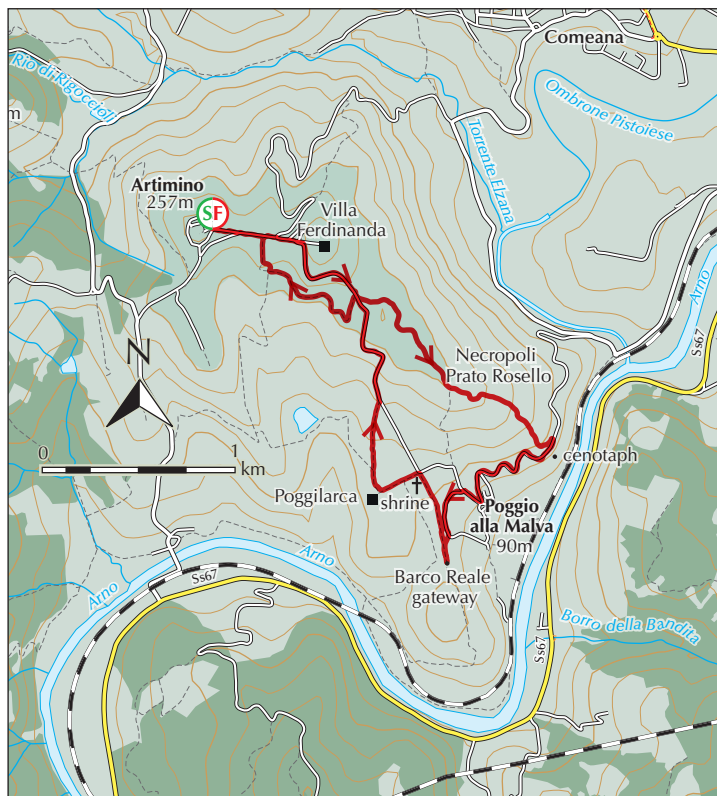 Comeana
Rio di Rigoccioli
Ombrone Pistoiese
m
Torrente Elzana
Artimino
257m
SF
Villa
Ferdinanda
Arno
Ss67
N
Necropoli
Prato Rosello
0
1
km
cenotaph
Poggilarca
shrine
Poggio
alla Malva
90m
Arno
Arno
Ss67
Barco Reale
gateway
Borro della Bandita
Ss67